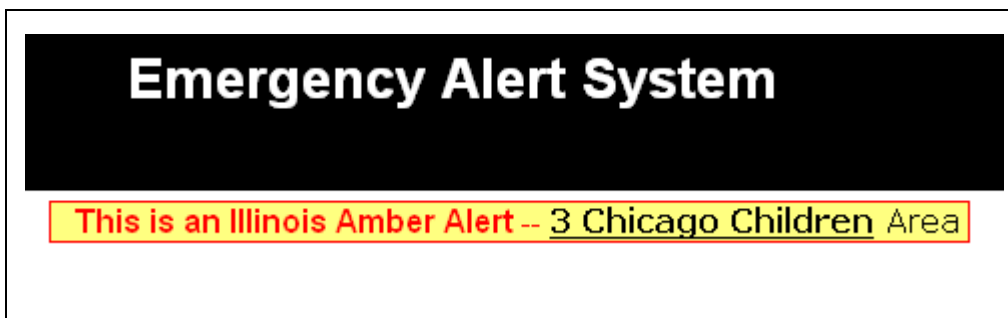 Emergency Alert System
This is an Illinois Amber Alert -- 3 Chicago Children Area